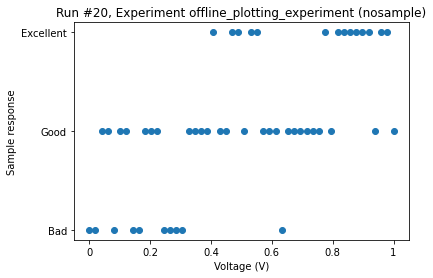 Run #20, Experiment offline_plotting_experiment (nosample)
Excellent
Good
Bad
Sample response
0
0.2
0.4
0.6
0.8
1
Voltage (V)